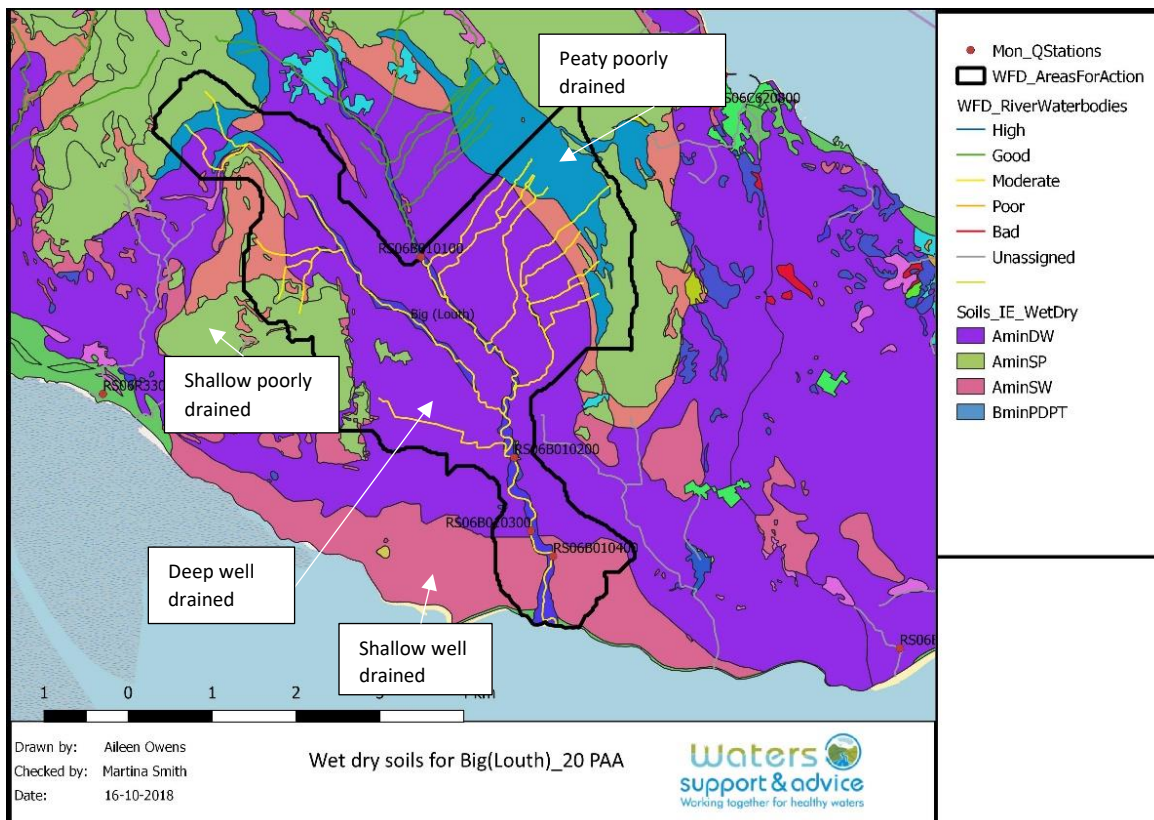 Peaty poorly
drained
RS06B010100
Big (Louth)
Shallow poorly
drained
RS06B010200
RS06B010300
RS06B010400
Deep well
drained
Shallow well
drained
1 0 1 2
km
Mon_QStations
WFD_AreasForAction
WFD_RiverWaterbodies
High
Good
Moderate
Poor
Bad
Unassigned
Soils_IE_WetDry
AminDW
AminSP
AminSW
BminPDPT
Drawn by: Aileen Owens
Checked by: Martina Smith
Date: 16-10-2018
Wet dry soils for Big(Louth)_20 PAA
Waters
support & advice
Working together for healthy waters